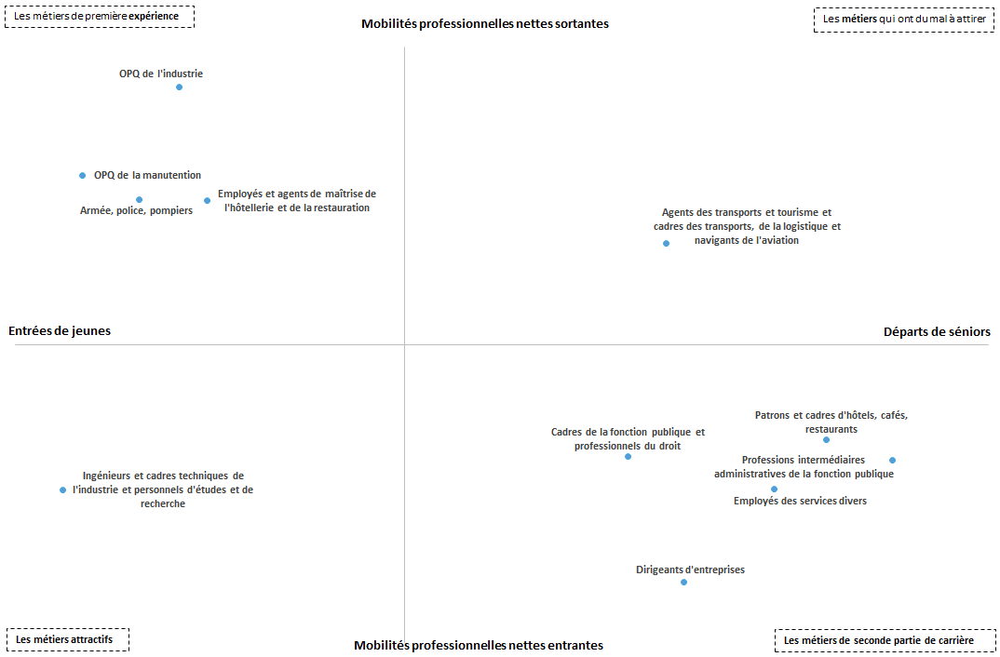 Les métiers de première expérience
Mobilités professionnelles nettes sortantes
Les métiers qui ont du mal à attirer
OPQ de l'industrie
OPQ de la manutention
Armée, police, pompiers
Employés et agents de maîtrise de
l'hôtellerie et de la restauration
Agents des transports et tourisme et
cadres des transports, de la logistique et
navigants de l'aviation
Entrées de jeunes
Départs de séniors
Patrons et cadres d'hôtels, cafés,
restaurants
Cadres de la fonction publique et
professionnels du droit
Professions intermédiaires
administratives de la fonction publique
Ingénieurs et cadres techniques de
l'industrie et personnels d'études et de
recherche
Employés des services divers
Dirigeants d'entreprises
Les métiers attractifs
Mobilités professionnelles nettes entrantes
Les métiers de seconde partie de carrière